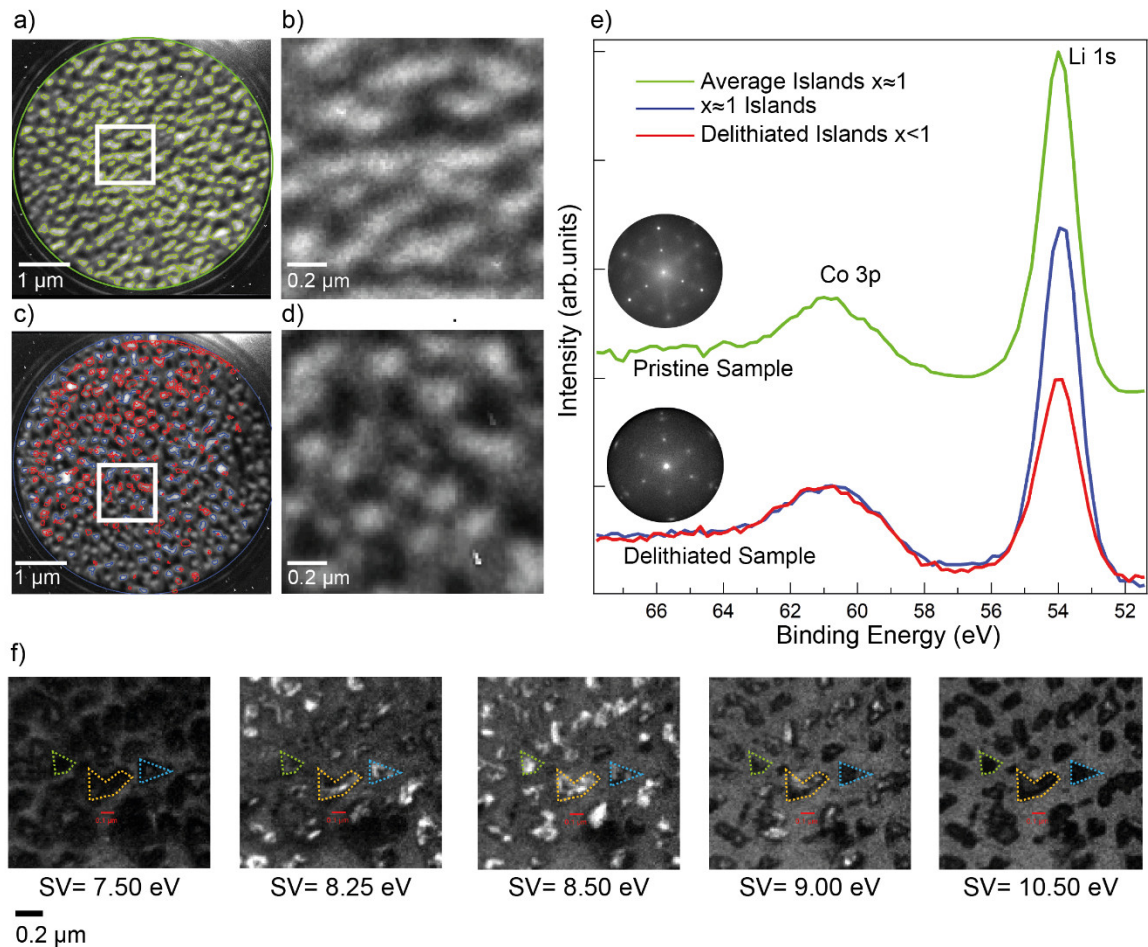 a)
b)
e)
1 µm
0.2 µm
c)
d)
1 µm
0.2 µm
Intensity (arb.units)
Average Islands x≈1
x≈1 Islands
Delithiated Islands x<1
Li 1s
Co 3p
Pristine Sample
Delithiated Sample
66 64 62 60 58 56 54 52
Binding Energy (eV)
f)
SV= 7.50 eV
SV= 8.25 eV
SV= 8.50 eV
SV= 9.00 eV
SV= 10.50 eV
0.2 µm